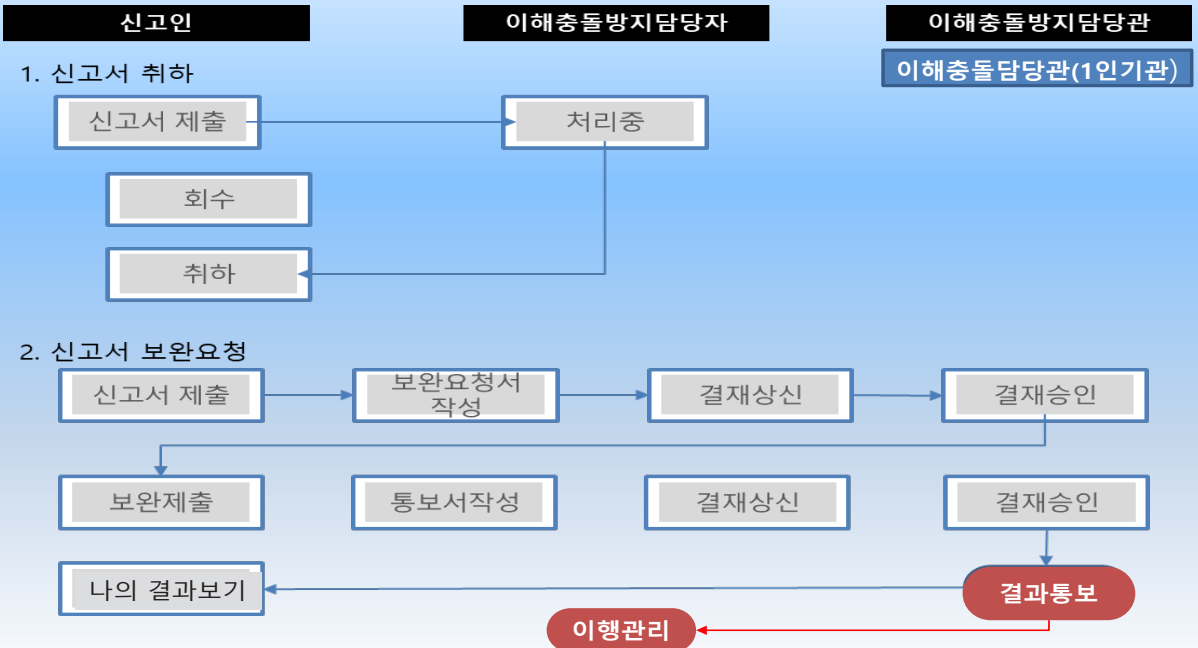 신고인
이해충돌방지담당자
이해충돌방지담당관
이해충돌담당관(1인기관)
1. 신고서 취하
신고서 제출
처리중
회수
취하
2. 신고서 보완요청
신고서 제출
보완요청서
작성
결재상신
결재승인
보완제출
통보서작성
결재상신
결재승인
나의 결과보기
결과통보
이행관리